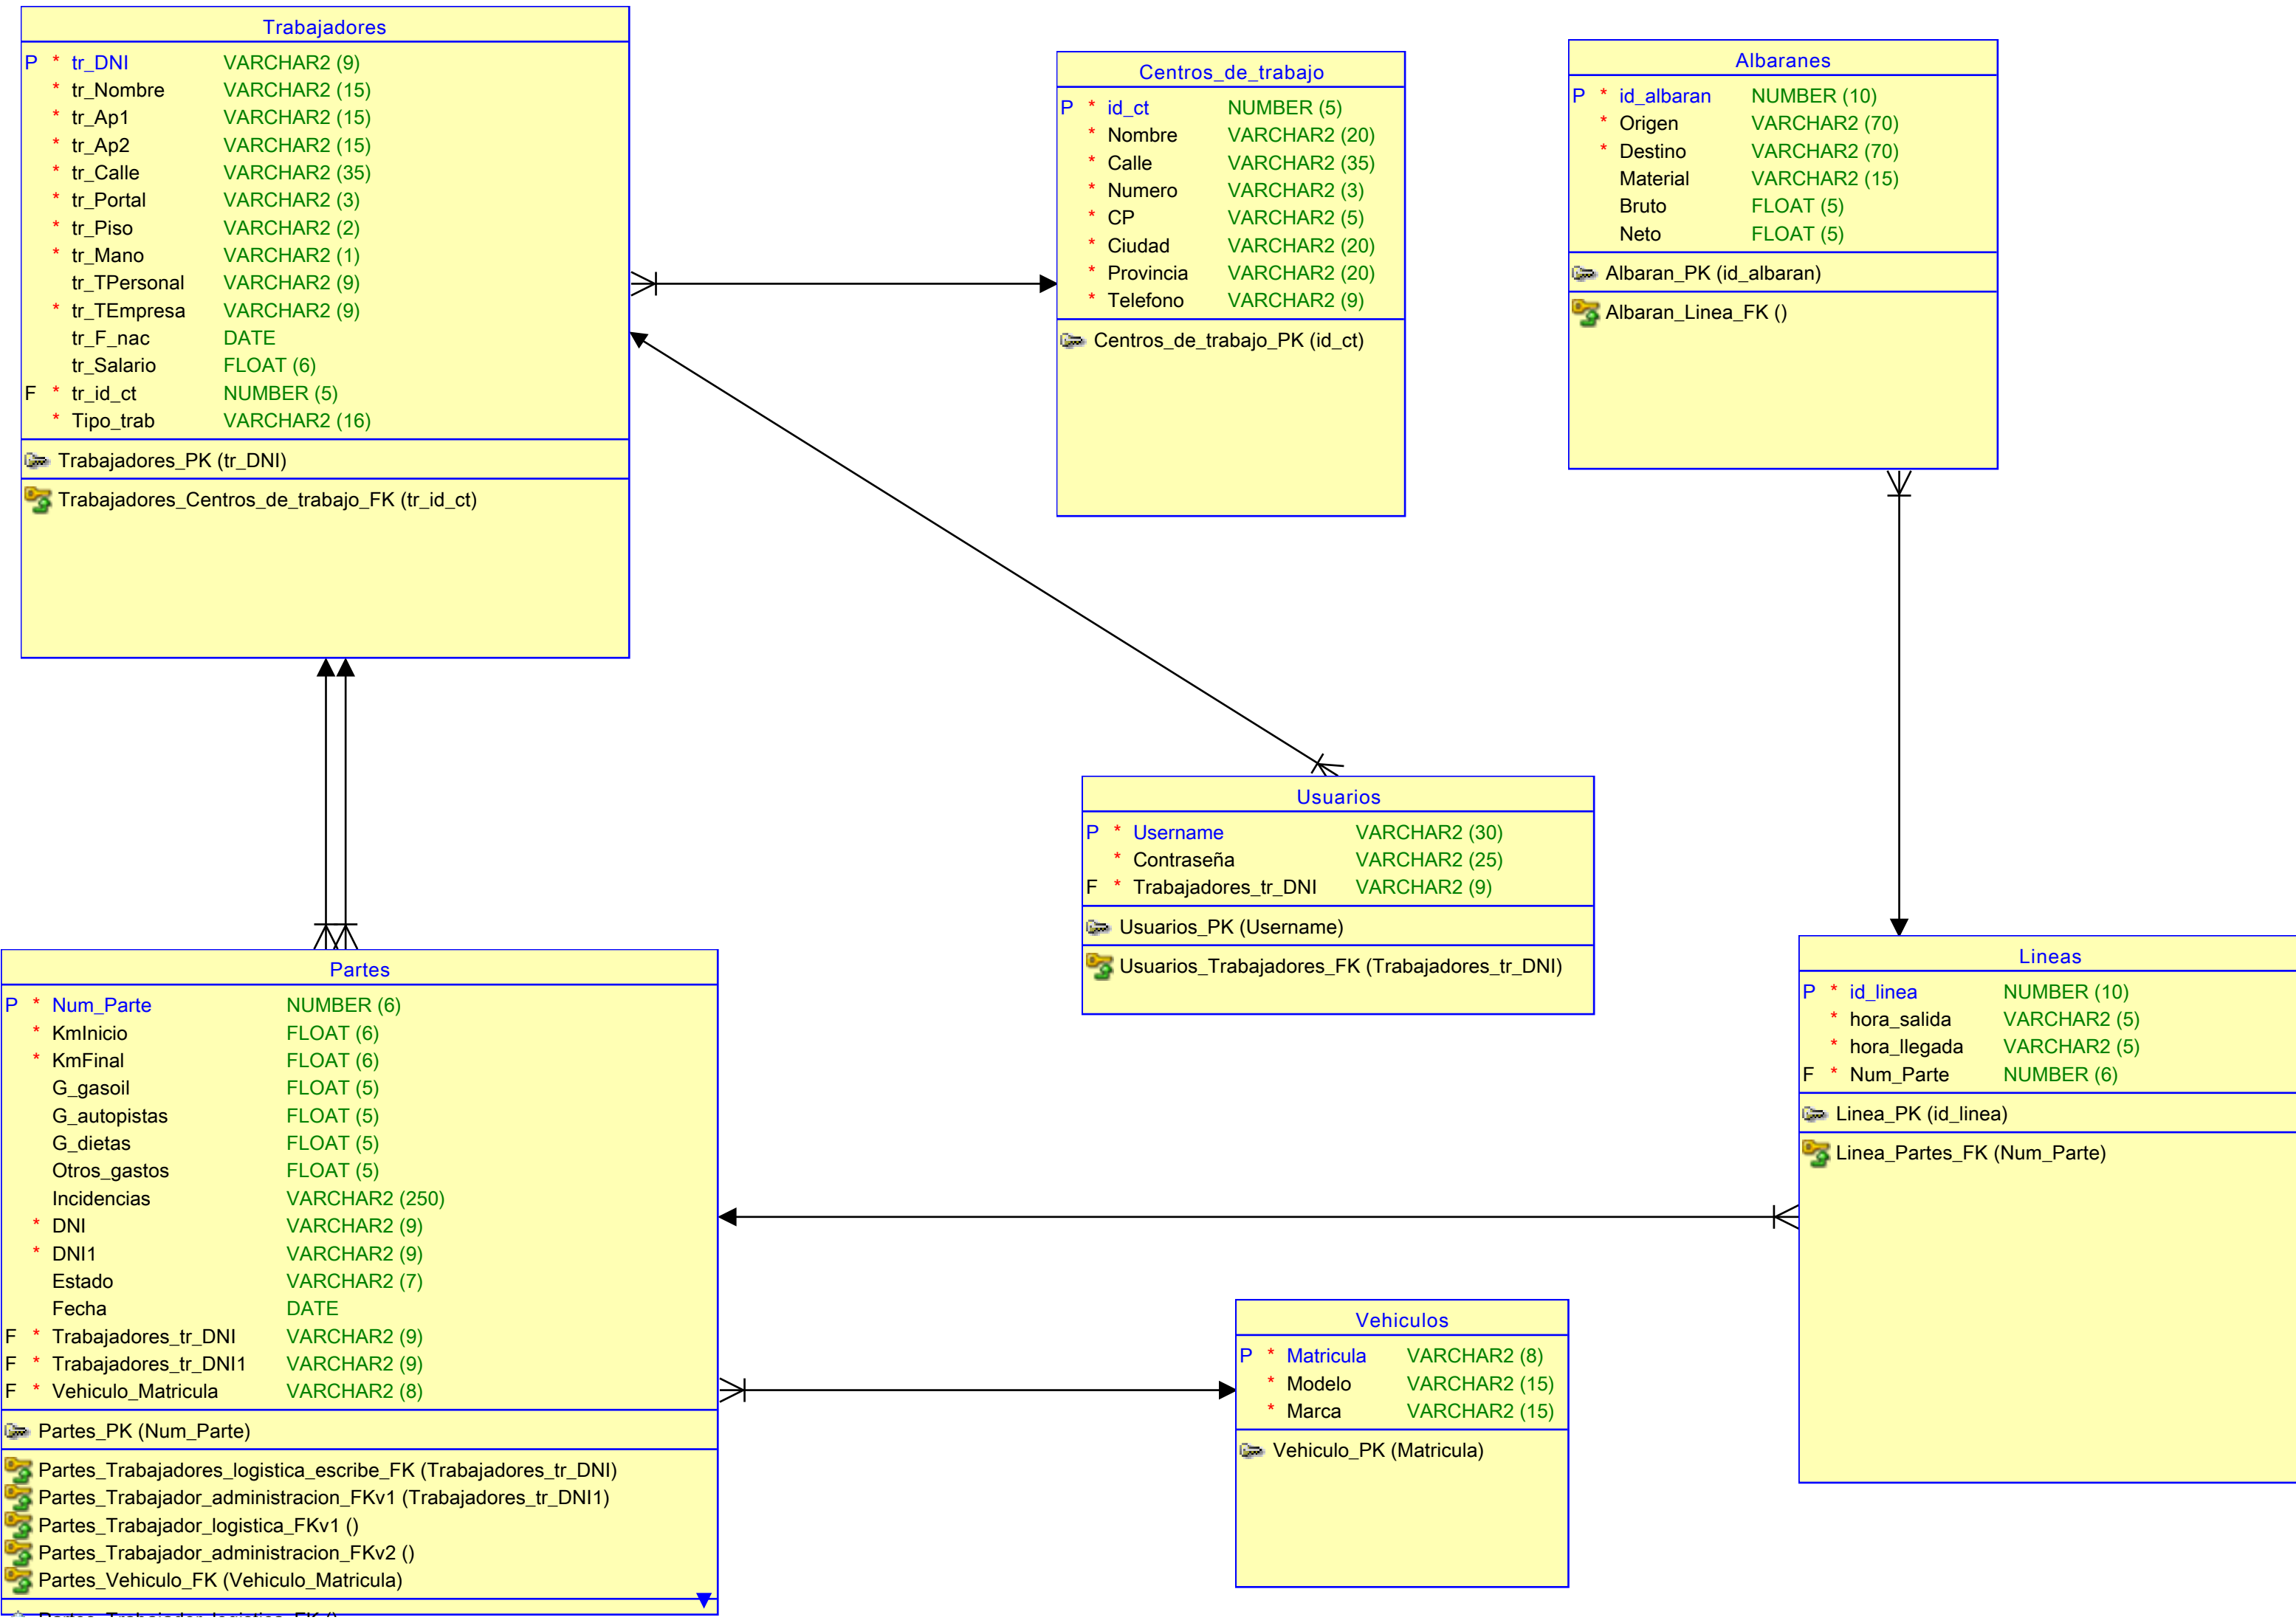 Trabajadores
P * tr_DNI VARCHAR2 (9)
* tr_Nombre VARCHAR2 (15)
* tr_Ap1 VARCHAR2 (15)
* tr_Ap2 VARCHAR2 (15)
* tr_Calle VARCHAR2 (35)
* tr_Portal VARCHAR2 (3)
* tr_Piso VARCHAR2 (2)
* tr_Mano VARCHAR2 (1)
tr_TPersonal VARCHAR2 (9)
* tr_TEmpresa VARCHAR2 (9)
tr_F_nac DATE
tr_Salario FLOAT (6)
F * tr_id_ct NUMBER (5)
* Tipo_trab VARCHAR2 (16)
Trabajadores_PK (tr_DNI)
Trabajadores_Centros_de_trabajo_FK (tr_id_ct)
Centros_de_trabajo
P * id_ct NUMBER (5)
* Nombre VARCHAR2 (20)
* Calle VARCHAR2 (35)
* Numero VARCHAR2 (3)
* CP VARCHAR2 (5)
* Ciudad VARCHAR2 (20)
* Provincia VARCHAR2 (20)
* Telefono VARCHAR2 (9)
Centros_de_trabajo_PK (id_ct)
Albaranes
P * id_albaran NUMBER (10)
* Origen VARCHAR2 (70)
* Destino VARCHAR2 (70)
Material VARCHAR2 (15)
Bruto FLOAT (5)
Neto FLOAT (5)
Albaran_PK (id_albaran)
Albaran_Linea_FK ()
Usuarios
P * Username VARCHAR2 (30)
* Contraseña VARCHAR2 (25)
F * Trabajadores_tr_DNI VARCHAR2 (9)
Usuarios_PK (Username)
Usuarios_Trabajadores_FK (Trabajadores_tr_DNI)
Lineas
P * id_linea NUMBER (10)
* hora_salida VARCHAR2 (5)
* hora_llegada VARCHAR2 (5)
F * Num_Parte NUMBER (6)
Linea_PK (id_linea)
Linea_Partes_FK (Num_Parte)
Partes
P * Num_Parte NUMBER (6)
* KmInicio FLOAT (6)
* KmFinal FLOAT (6)
G_gasoil FLOAT (5)
G_autopistas FLOAT (5)
G_dietas FLOAT (5)
Otros_gastos FLOAT (5)
Incidencias VARCHAR2 (250)
* DNI VARCHAR2 (9)
* DNI1 VARCHAR2 (9)
Estado VARCHAR2 (7)
Fecha DATE
F * Trabajadores_tr_DNI VARCHAR2 (9)
F * Trabajadores_tr_DNI1 VARCHAR2 (9)
F * Vehiculo_Matricula VARCHAR2 (8)
Partes_PK (Num_Parte)
Partes_Trabajadores_logistica_escribe_FK (Trabajadores_tr_DNI)
Partes_Trabajador_administracion_FKv1 (Trabajadores_tr_DNI1)
Partes_Trabajador_logistica_FKv1 ()
Partes_Trabajador_administracion_FKv2 ()
Partes_Vehiculo_FK (Vehiculo_Matricula)
Vehiculos
P * Matricula VARCHAR2 (8)
* Modelo VARCHAR2 (15)
* Marca VARCHAR2 (15)
Vehiculo_PK (Matricula)